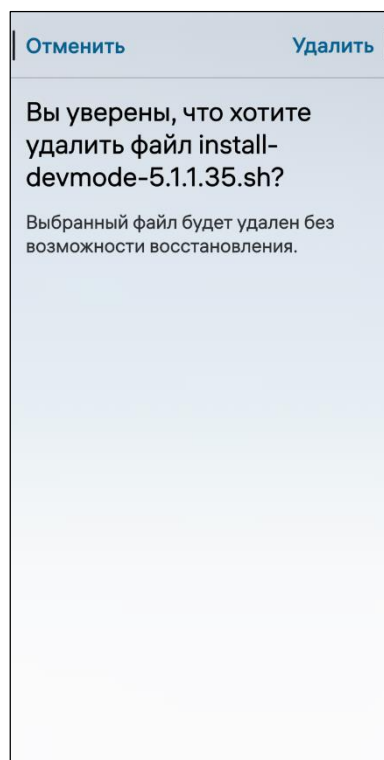 Отменить Удалить
Вы уверены, что хотите
удалить файл install-
devmode-5.1.1.35.sh?
Выбранный файл будет удален без
возможности восстановления.